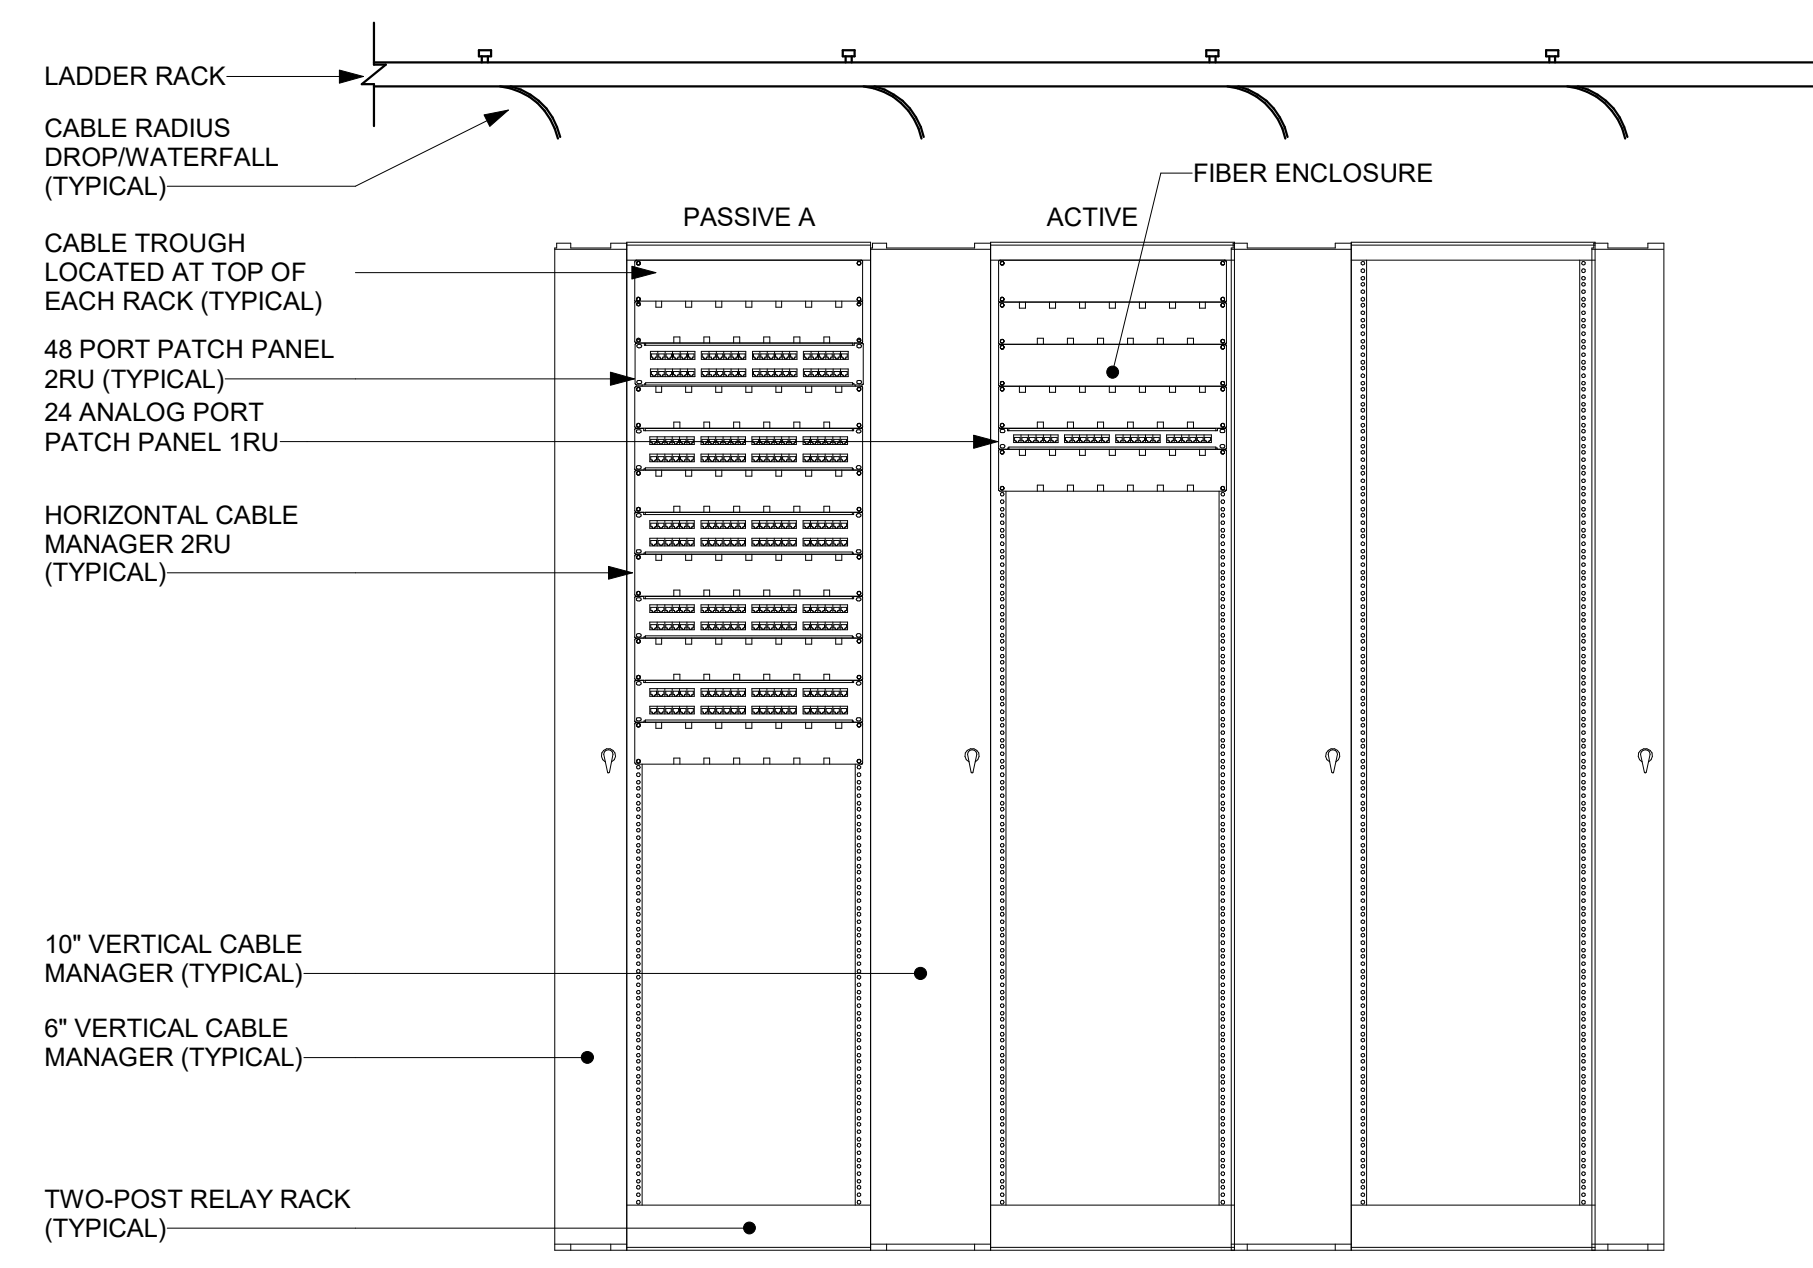 LADDER RACK
CABLE RADIUS
DROP/WATERFALL
(TYPICAL)
FIBER ENCLOSURE
PASSIVE A
ACTIVE
CABLE TROUGH
LOCATED AT TOP OF
EACH RACK (TYPICAL)
48 PORT PATCH PANEL
2RU (TYPICAL)
24 ANALOG PORT
PATCH PANEL 1RU
HORIZONTAL CABLE
MANAGER 2RU
(TYPICAL)
10" VERTICAL CABLE
MANAGER (TYPICAL)
6" VERTICAL CABLE
MANAGER (TYPICAL)
TWO-POST RELAY RACK
(TYPICAL)